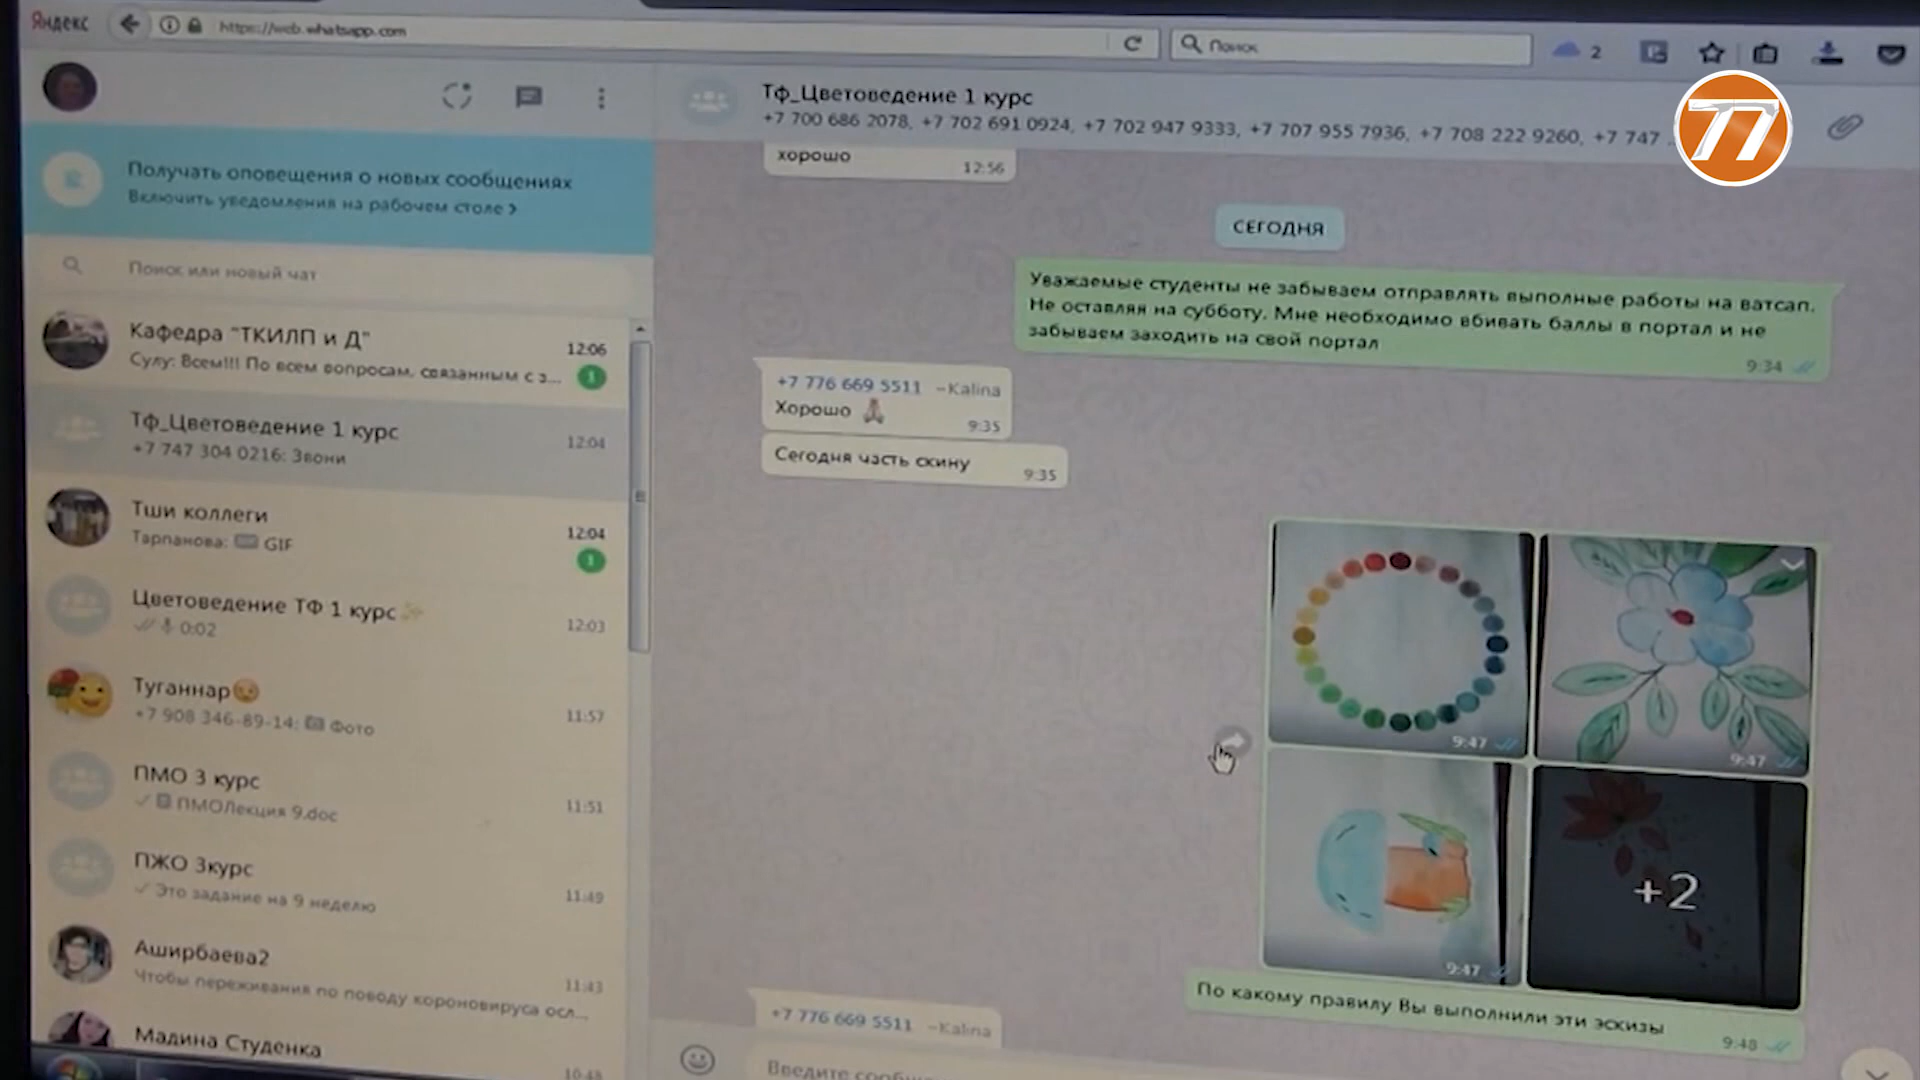 Яндекс
https://web.whatsapp.com
Поиск
2
77
Получать оповещения о новых сообщениях
Включить уведомления на рабочем столе
Поиск или новый чат
Кафедра "ТКИЛП и Д"
12:06
Сулу: Всем!!! По всем вопросам, связанным с з...
1
Тф_Цветоведение 1 курс
12:04
+7 747 304 0216: Звони
Тши коллеги
12:04
Тарпанова: GIF
1
Цветоведение ТФ 1 курс
12:03
0:02
Туганнар
11:57
+7 908 346-89-14: Фото
ПМО 3 курс
11:51
ПМОЛекция 9.doc
ПЖО 3курс
11:49
Это задание на 9 неделю
Аширбаева2
11:43
Чтобы переживания по поводу короновируса осл...
Мадина Студенка
10:48
Тф_Цветоведение 1 курс
+7 700 686 2078, +7 702 691 0924, +7 702 947 9333, +7 707 955 7936, +7 708 222 9260, +7 747 ...
хорошо
12:56
СЕГОДНЯ
Уважаемые студенты не забываем отправлять выполные работы на ватсап.
Не оставляя на субботу. Мне необходимо вбивать баллы в портал и не
забываем заходить на свой портал
9:34
+7 776 669 5511 ~Kalina
Хорошо
9:35
Сегодня часть скину
9:35
9:47
9:47
9:47
+2
По какому правилу Вы выполнили эти эскизы
9:48
+7 776 669 5511 ~Kalina
Введите